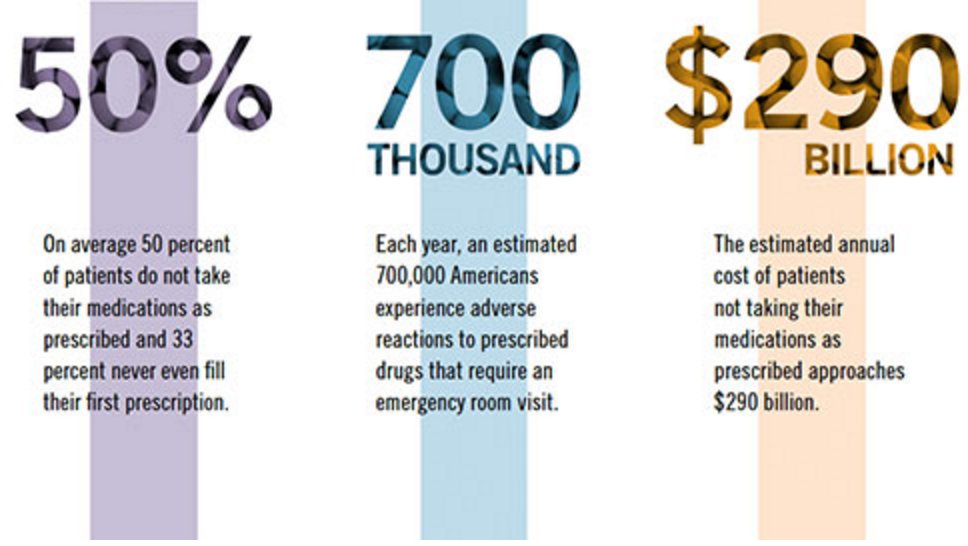 50%
On average 50 percent
of patients do not take
their medications as
prescribed and 33
percent never even fill
their first prescription.
700
THOUSAND
Each year, an estimated
700,000 Americans
experience adverse
reactions to prescribed
drugs that require an
emergency room visit.
$290
BILLION
The estimated annual
cost of patients
not taking their
medications as
prescribed approaches
$290 billion.